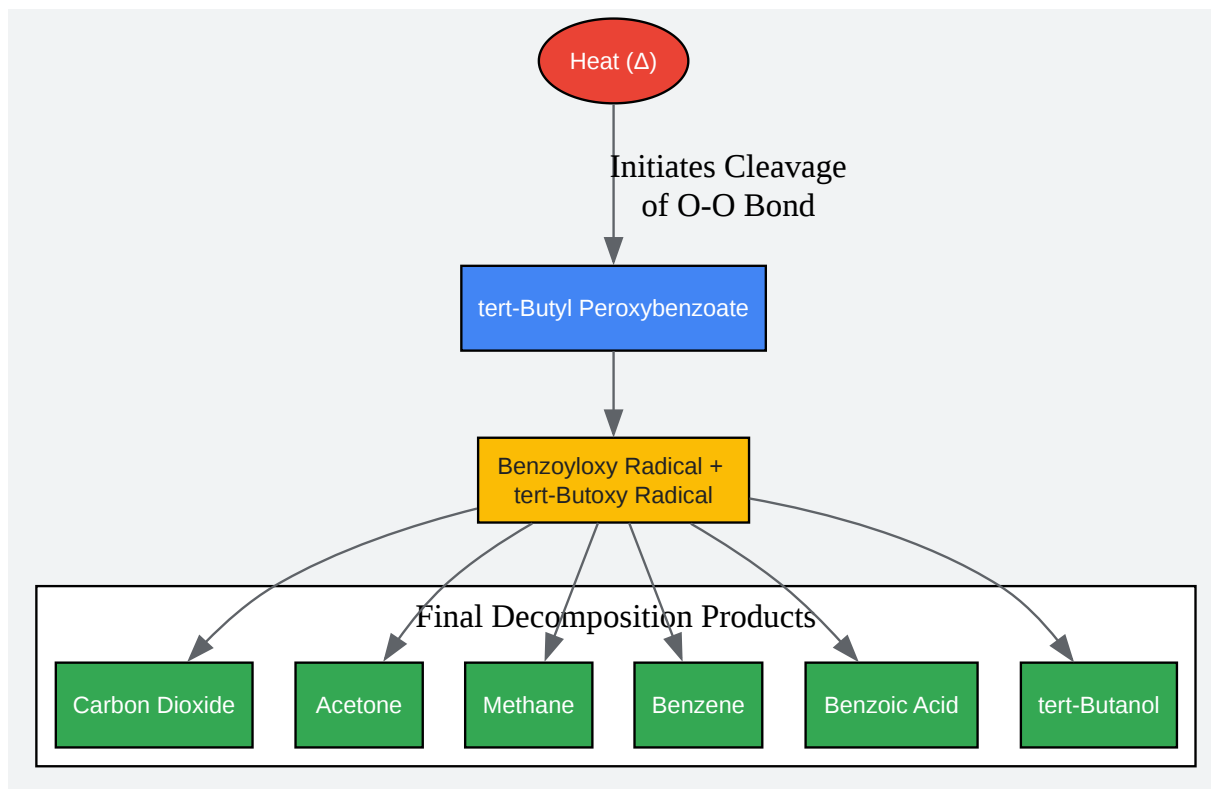 Heat (Δ)
Initiates Cleavage
of O-O Bond
tert-Butyl Peroxybenzoate
Benzoyloxy Radical +
tert-Butoxy Radical
Final Decomposition Products
Carbon Dioxide
Acetone
Methane
Benzene
Benzoic Acid
tert-Butanol